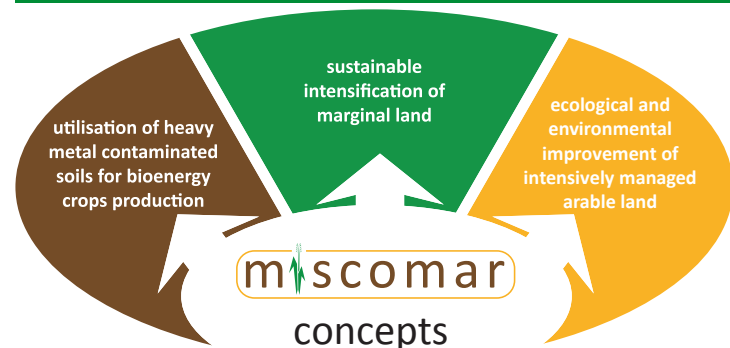 utilisation of heavy
metal contaminated
soils for bioenergy
crops production
sustainable
intensification of
marginal land
ecological and
environmental
improvement of
intensively managed
arable land
miscomar
concepts